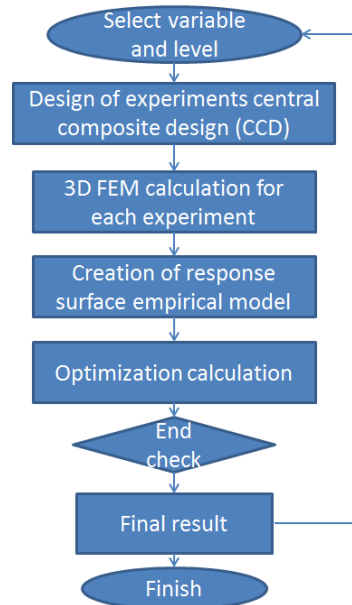 Select variable
and level
Design of experiments central
composite design (CCD)
3D FEM calculation for
each experiment
Creation of response
surface empirical model
Optimization calculation
End
check
Final result
Finish